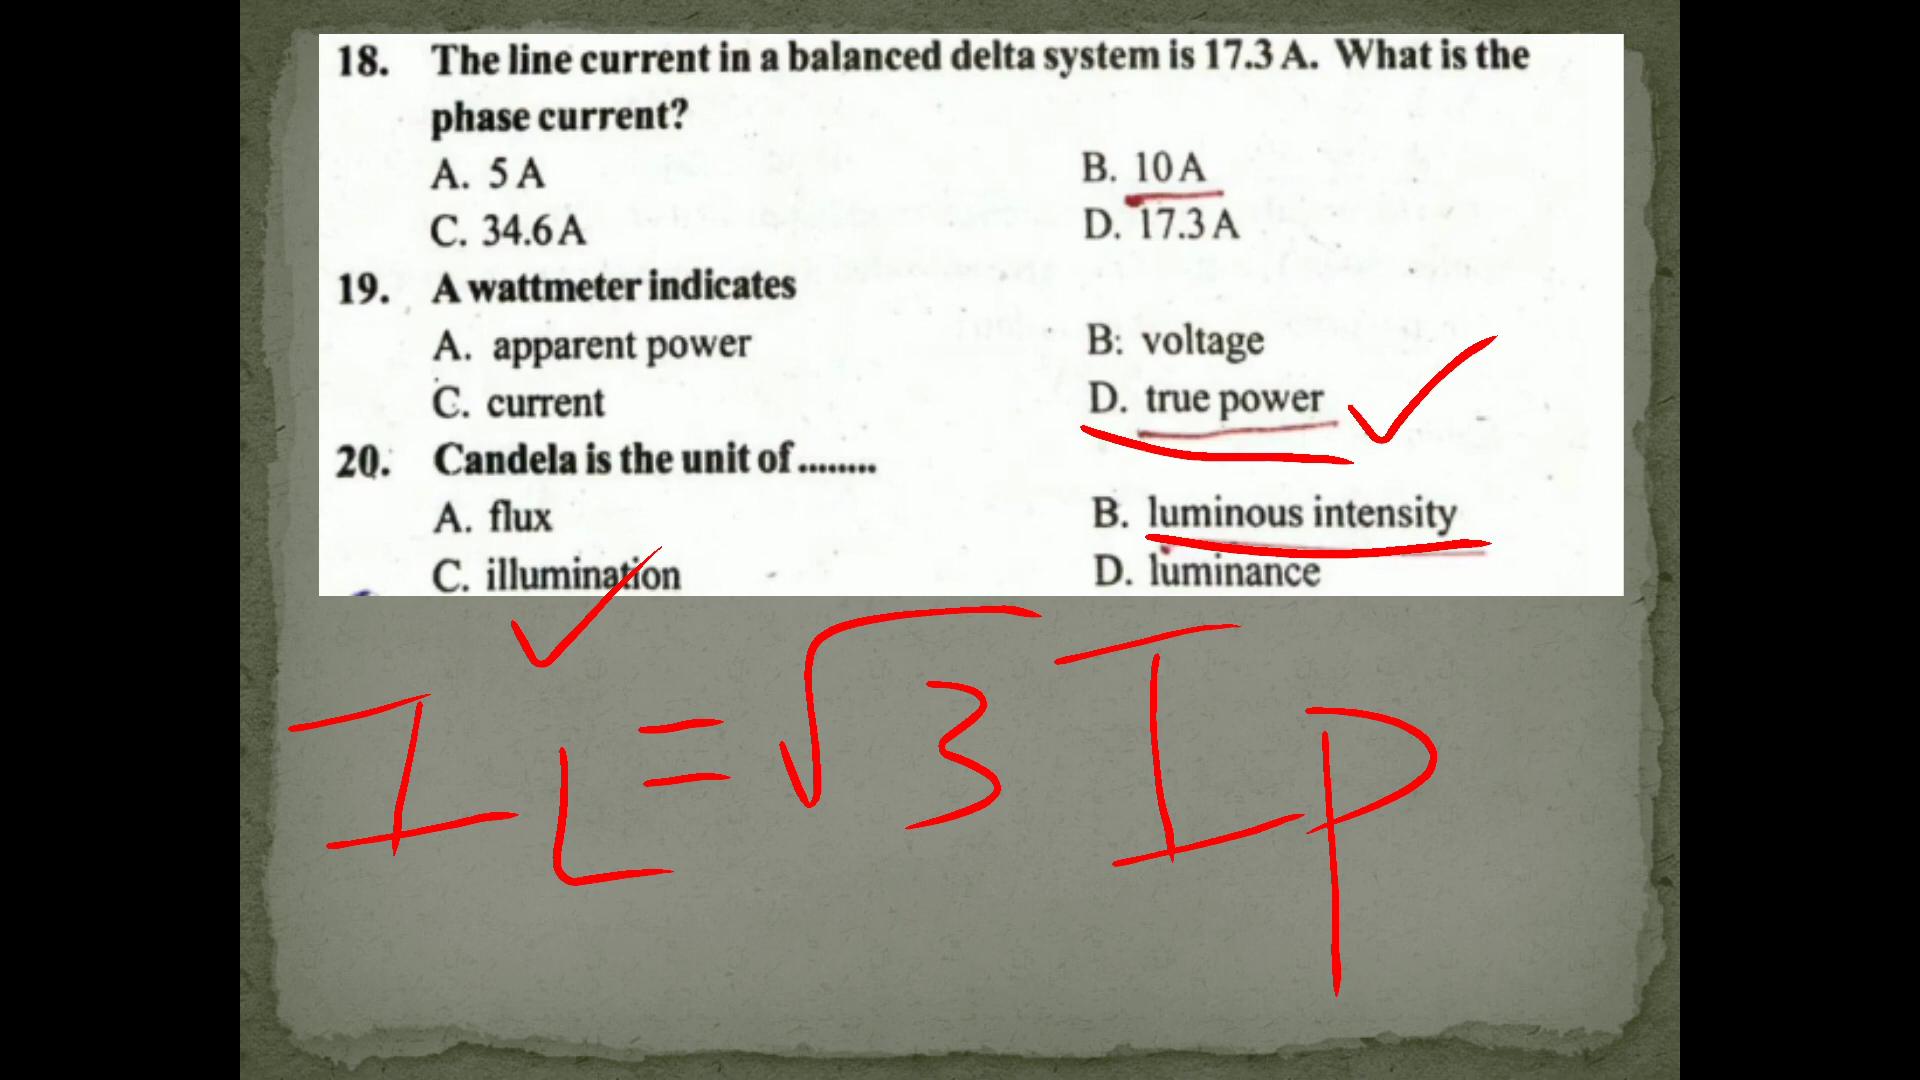 18. The line current in a balanced delta system is 17.3 A. What is the
phase current?
A. 5 A B. 10 A
C. 34.6 A D. 17.3 A
19. A wattmeter indicates
A. apparent power B: voltage
C. current D. true power
20. Candela is the unit of ........
A. flux B. luminous intensity
C. illumination D. luminance
I L = √3 I P